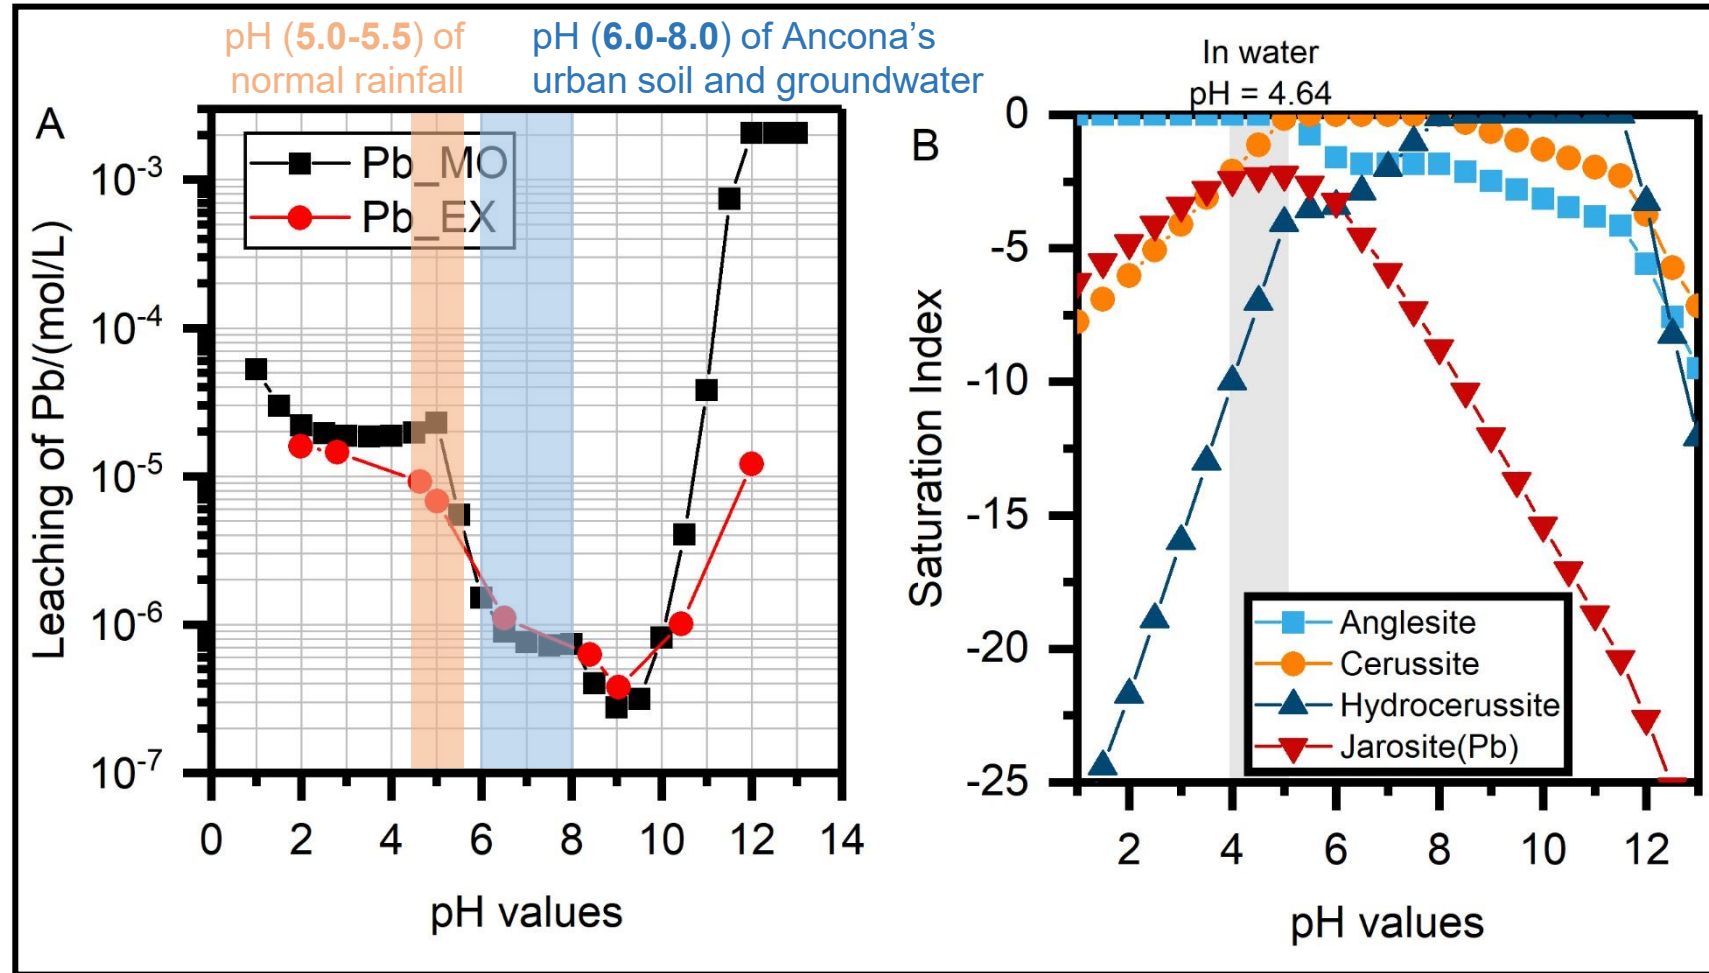 pH (5.0-5.5) of
normal rainfall
pH (6.0-8.0) of Ancona's
urban soil and groundwater
A
Pb_MO
Pb_EX
Leaching of Pb/(mol/L)
10-3
10-4
10-5
10-6
10-7
0 2 4 6 8 10 12 14
pH values
In water
pH = 4.64
B
Saturation Index
0
-5
-10
-15
-20
-25
Anglesite
Cerussite
Hydrocerussite
Jarosite(Pb)
2 4 6 8 10 12
pH values